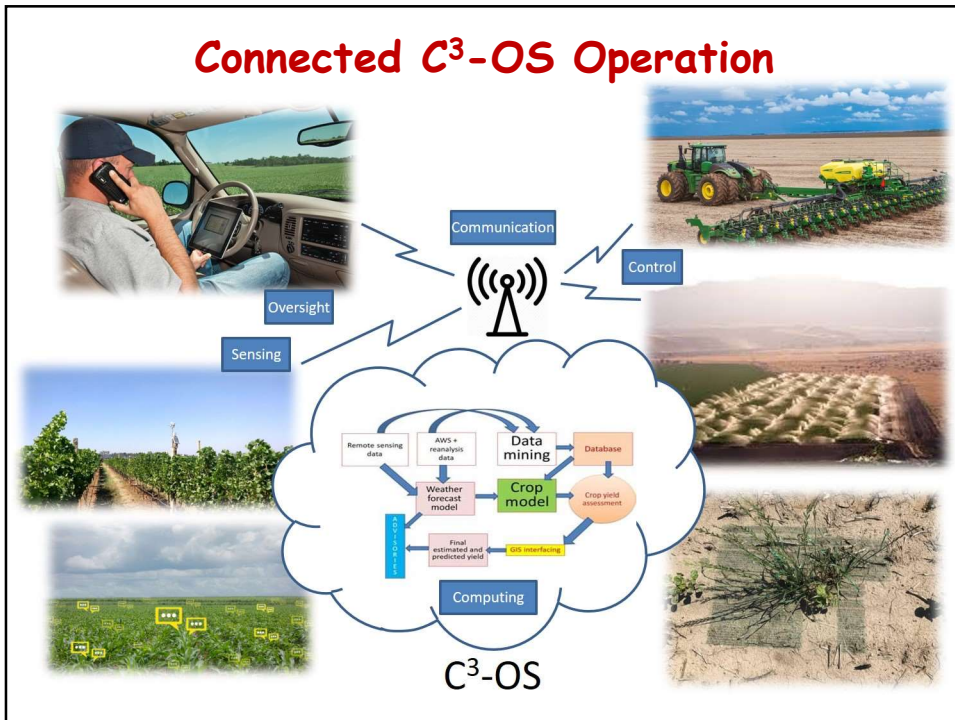 Connected C³-OS Operation
Communication
Control
Oversight
Sensing
Remote sensing
data
AWS +
reanalysis
data
Data
mining
Database
Weather
forecast
model
Crop
model
Crop yield
assessment
ADVISORIES
Final
estimated and
predicted yield
GIS interfacing
Computing
C³-OS